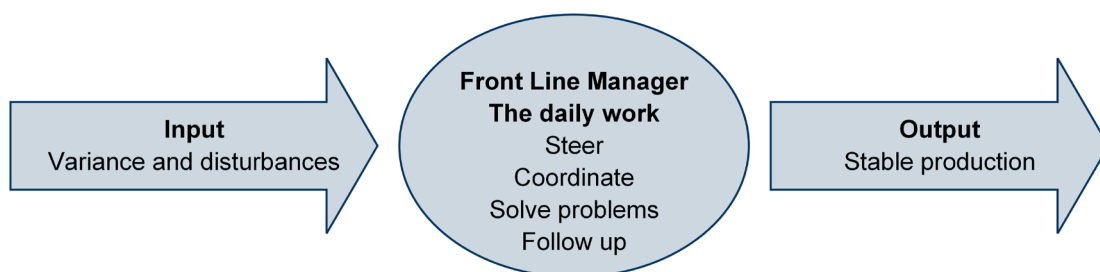 Input
Variance and disturbances
Front Line Manager
The daily work
Steer
Coordinate
Solve problems
Follow up
Output
Stable production